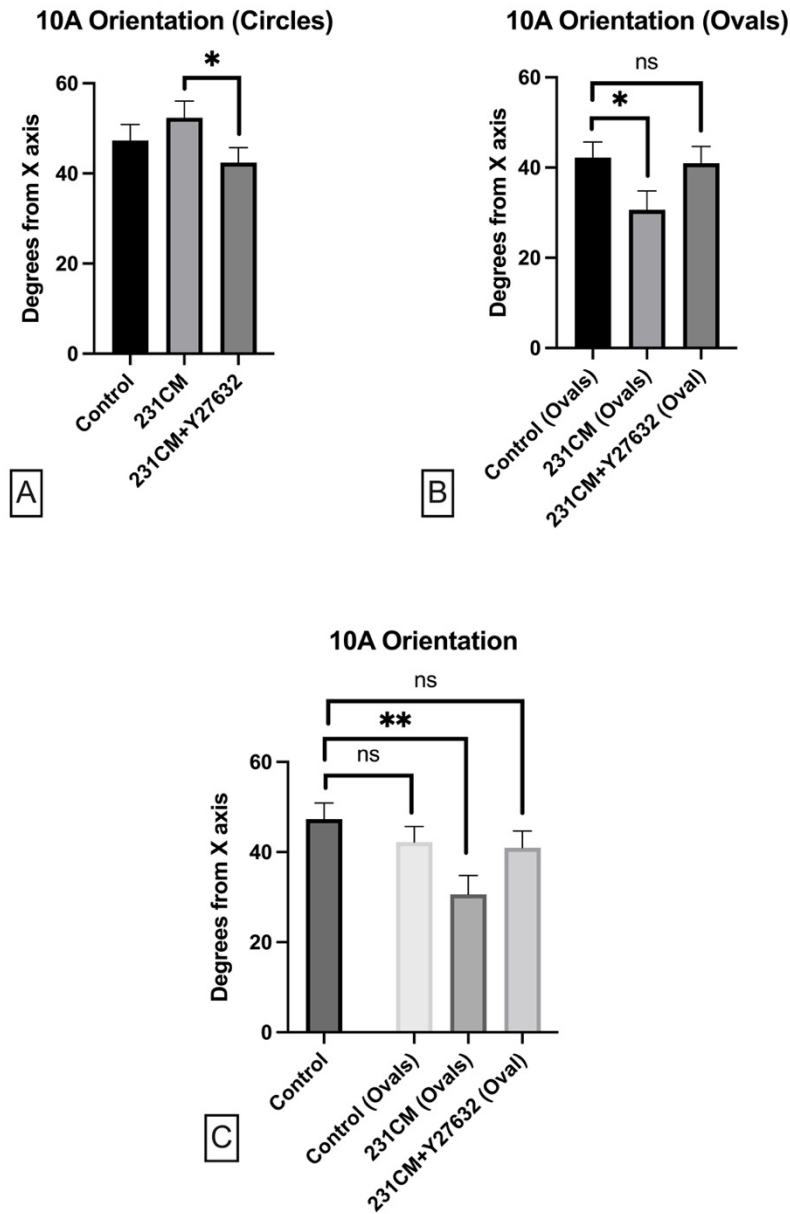 10A Orientation (Circles)
*
60
40
20
0
Degrees from X axis
Control
231CM
231CM+Y27632
A
10A Orientation (Ovals)
ns
*
60
40
20
0
Degrees from X axis
Control (Ovals)
231CM (Ovals)
231CM+Y27632 (Oval)
B
10A Orientation
ns
**
ns
60
40
20
0
Degrees from X axis
Control
Control (Ovals)
231CM (Ovals)
231CM+Y27632 (Oval)
C